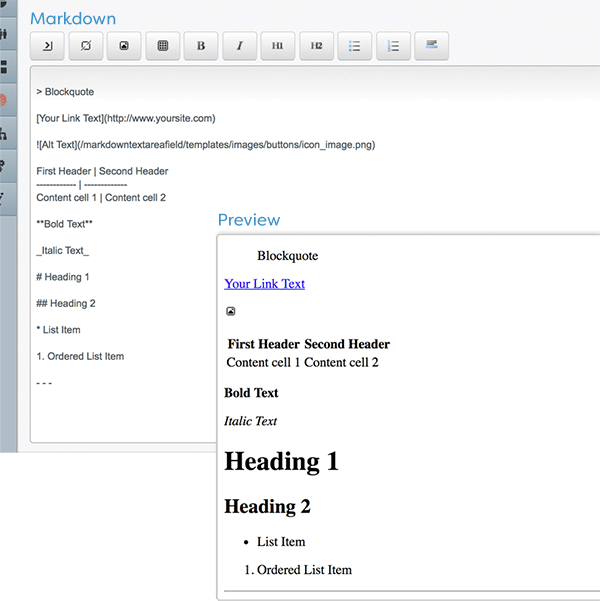 Markdown
B I H1 H2
> Blockquote
[Your Link Text](http://www.yoursite.com)
![Alt Text](/markdowntextareafield/templates/images/buttons/icon_image.png)
First Header | Second Header
------------ | -------------
Content cell 1 | Content cell 2
**Bold Text**
_Italic Text_
# Heading 1
## Heading 2
* List Item
1. Ordered List Item
- - -
Preview
Blockquote
Your Link Text
First Header Second Header
Content cell 1 Content cell 2
Bold Text
Italic Text
Heading 1
Heading 2
• List Item
1. Ordered List Item